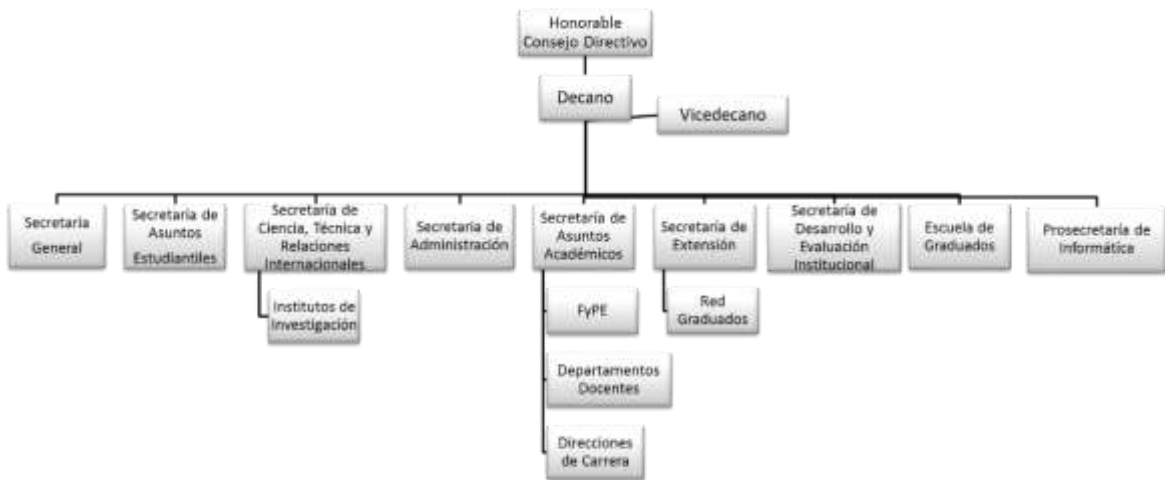 Honorable
Consejo Directivo
Decano
Vicedecano
Secretaria
General
Secretaría de
Asuntos
Estudiantiles
Secretaría de
Ciencia, Técnica y
Relaciones
Internacionales
Secretaría de
Administración
Secretaría de
Asuntos
Académicos
Secretaría de
Extensión
Secretaría de
Desarrollo y
Evaluación
Institucional
Escuela de
Graduados
Prosecretaría de
Informática
Institutos de
Investigación
FyPE
Red
Graduados
Departamentos
Docentes
Direcciones
de Carrera